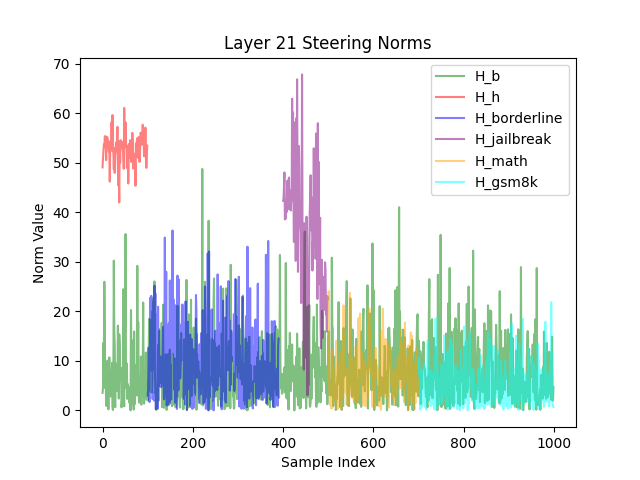 Layer 21 Steering Norms
Norm Value
70
60
50
40
30
20
10
0
H_b
H_h
H_borderline
H_jailbreak
H_math
H_gsm8k
0
200
400
600
800
1000
Sample Index